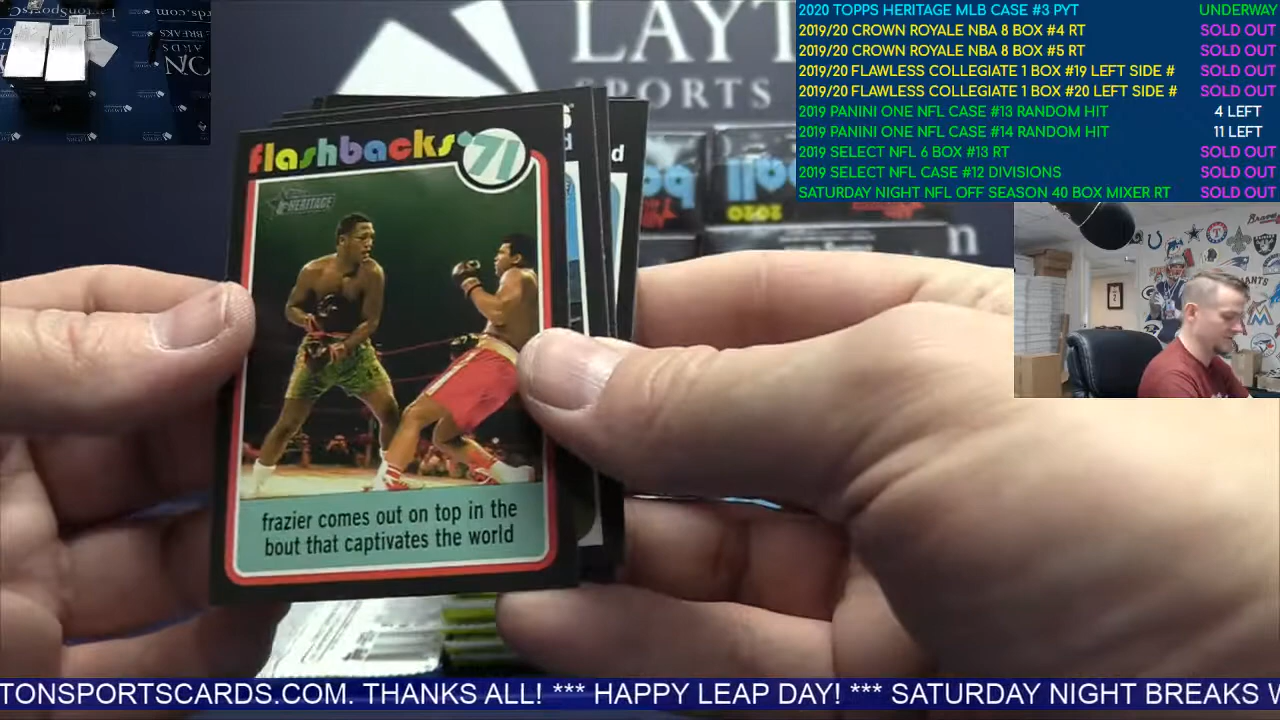 LAYT
SPORTS
2020 TOPPS HERITAGE MLB CASE #3 PYT UNDERWAY
2019/20 CROWN ROYALE NBA 8 BOX #4 RT SOLD OUT
2019/20 CROWN ROYALE NBA 8 BOX #5 RT SOLD OUT
2019/20 FLAWLESS COLLEGIATE 1 BOX #19 LEFT SIDE # SOLD OUT
2019/20 FLAWLESS COLLEGIATE 1 BOX #20 LEFT SIDE # SOLD OUT
2019 PANINI ONE NFL CASE #13 RANDOM HIT 4 LEFT
2019 PANINI ONE NFL CASE #14 RANDOM HIT 11 LEFT
2019 SELECT NFL 6 BOX #13 RT SOLD OUT
2019 SELECT NFL CASE #12 DIVISIONS SOLD OUT
SATURDAY NIGHT NFL OFF SEASON 40 BOX MIXER RT SOLD OUT
flashbacks '71
HERITAGE
frazier comes out on top in the
bout that captivates the world
2020
TONSPORTSCARDS.COM. THANKS ALL! *** HAPPY LEAP DAY! *** SATURDAY NIGHT BREAKS W